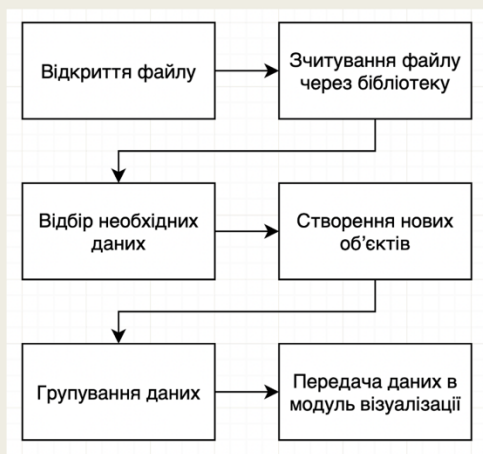 Відкриття файлу
Зчитування файлу
через бібліотеку
Відбір необхідних
даних
Створення нових
об'єктів
Групування даних
Передача даних в
модуль візуалізації